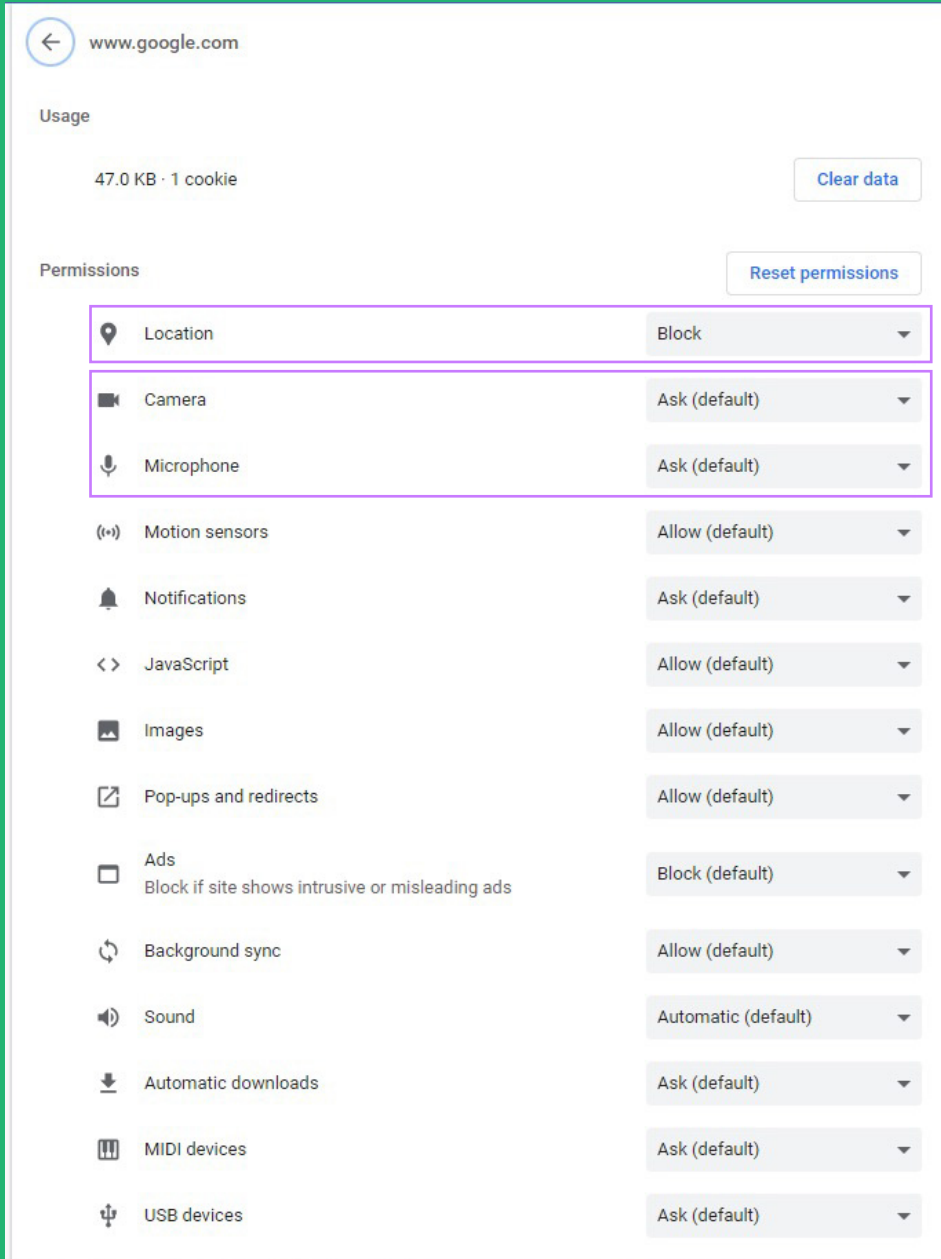 www.google.com
Usage
47.0 KB · 1 cookie
Clear data
Permissions
Reset permissions
Location
Block
Camera
Ask (default)
Microphone
Ask (default)
Motion sensors
Allow (default)
Notifications
Ask (default)
JavaScript
Allow (default)
Images
Allow (default)
Pop-ups and redirects
Allow (default)
Ads
Block if site shows intrusive or misleading ads
Block (default)
Background sync
Allow (default)
Sound
Automatic (default)
Automatic downloads
Ask (default)
MIDI devices
Ask (default)
USB devices
Ask (default)